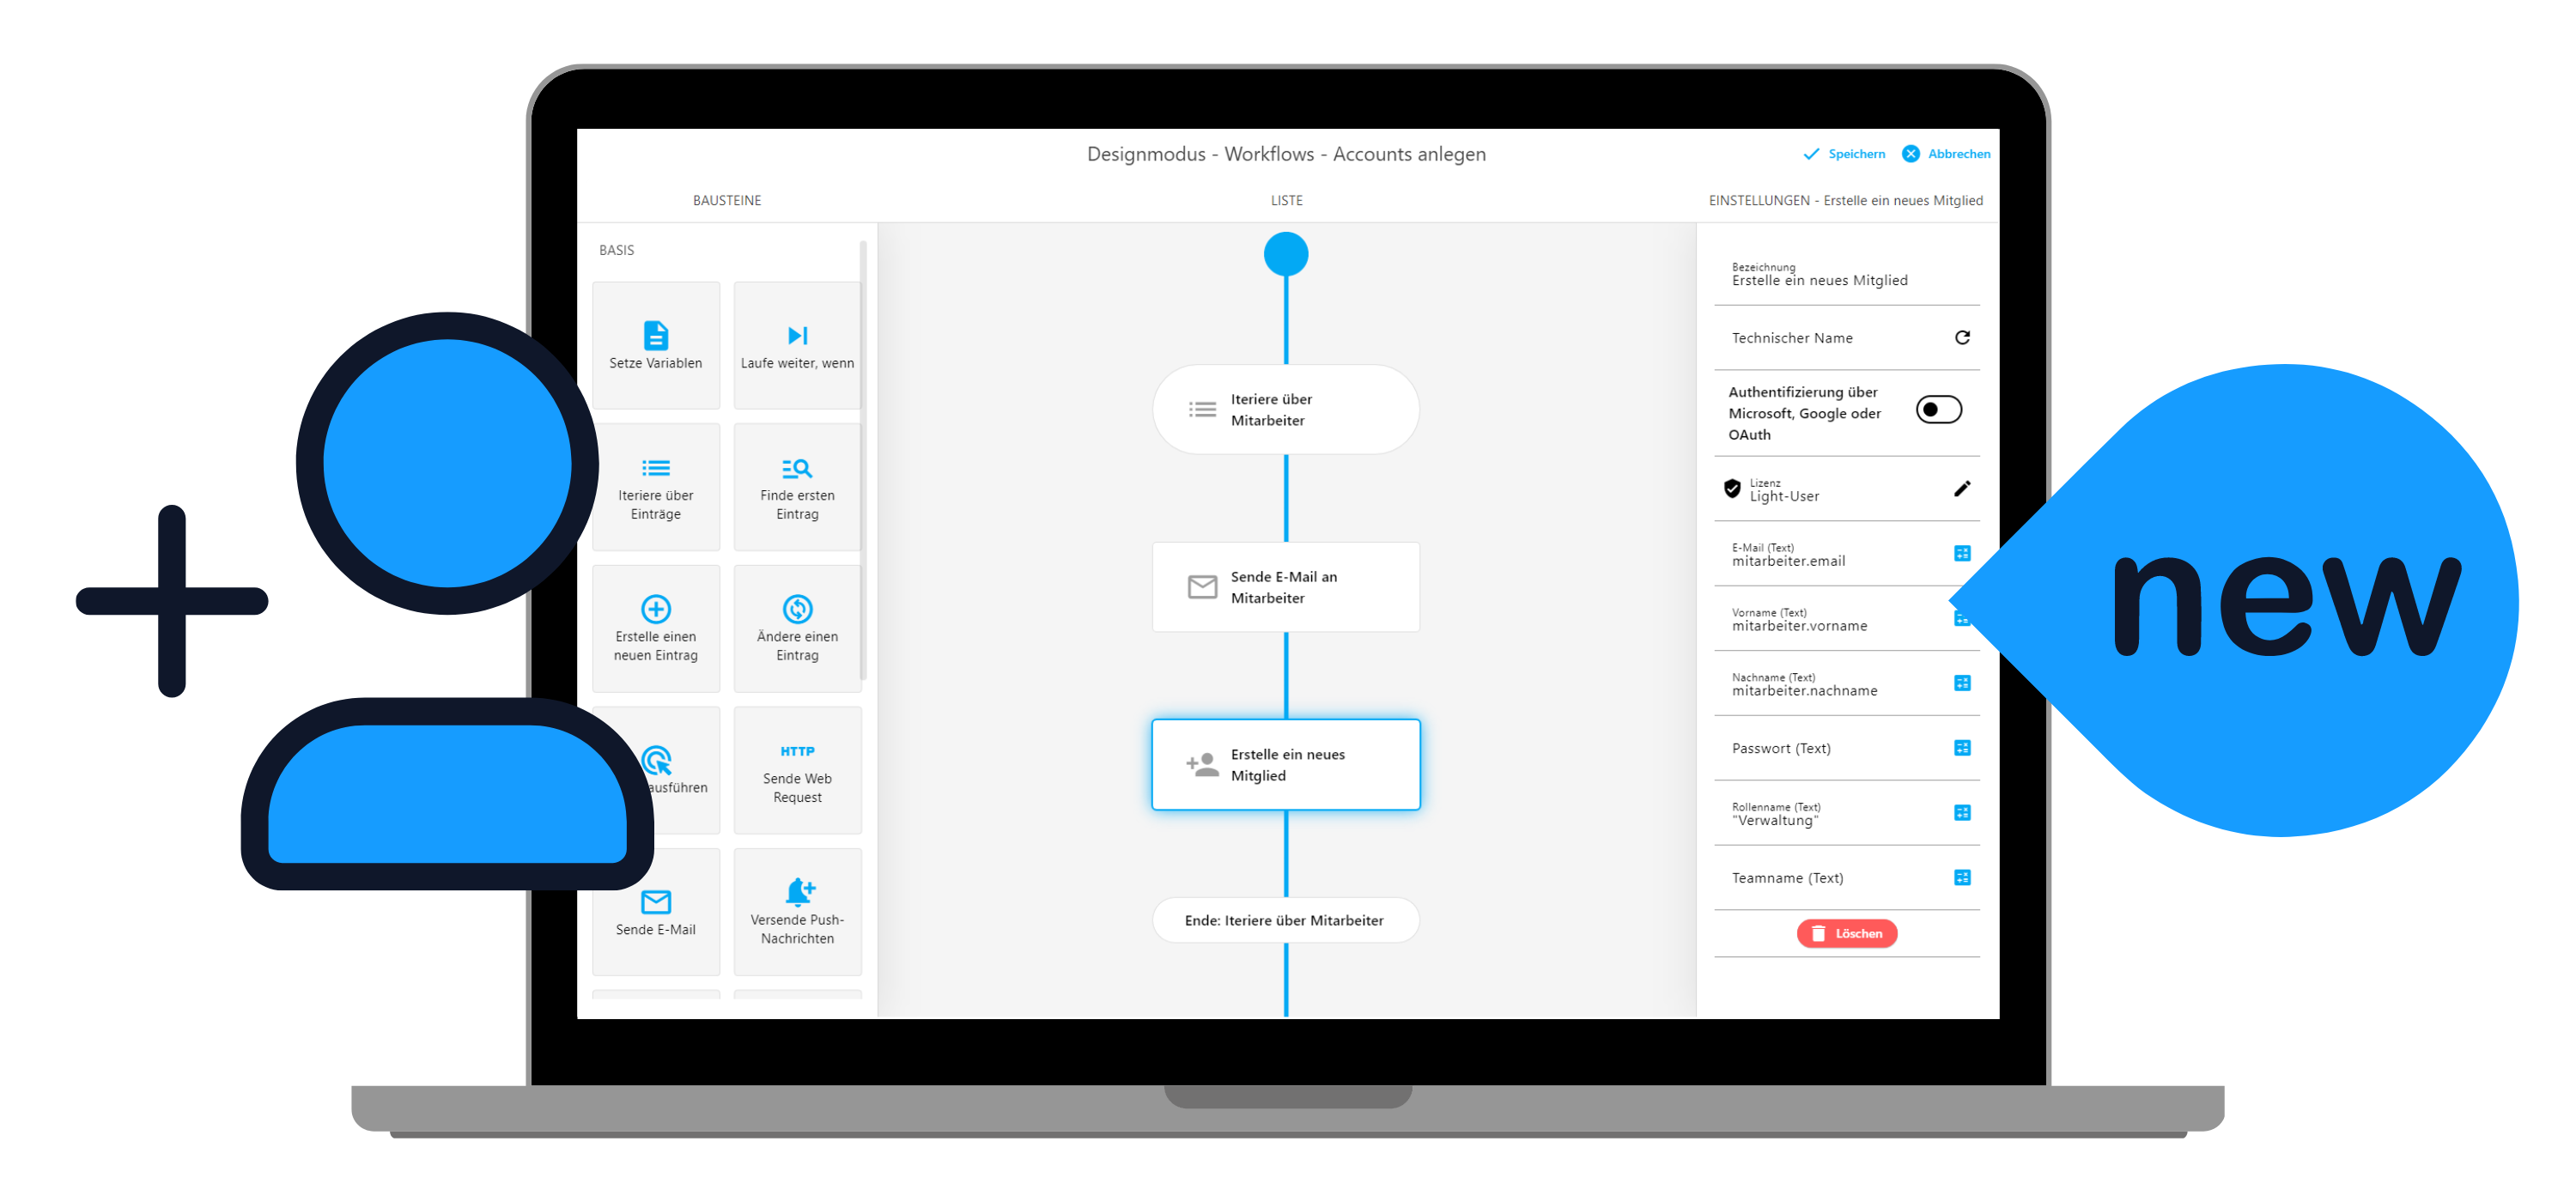 Designmodus - Workflows - Accounts anlegen
Speichern
Abbrechen
BAUSTEINE
LISTE
EINSTELLUNGEN - Erstelle ein neues Mitglied
BASIS
Setze Variablen
Laufe weiter, wenn
Iteriere über
Einträge
Finde ersten
Eintrag
Erstelle einen
neuen Eintrag
Ändere einen
Eintrag
ausführen
HTTP
Sende Web
Request
Sende E-Mail
Versende Push-
Nachrichten
Iteriere über
Mitarbeiter
Sende E-Mail an
Mitarbeiter
Erstelle ein neues
Mitglied
Ende: Iteriere über Mitarbeiter
Bezeichnung
Erstelle ein neues Mitglied
Technischer Name
Authentifizierung über
Microsoft, Google oder
OAuth
Lizenz
Light-User
E-Mail (Text)
mitarbeiter.email
Vorname (Text)
mitarbeiter.vorname
Nachname (Text)
mitarbeiter.nachname
Passwort (Text)
Rollenname (Text)
"Verwaltung"
Teamname (Text)
Löschen
new